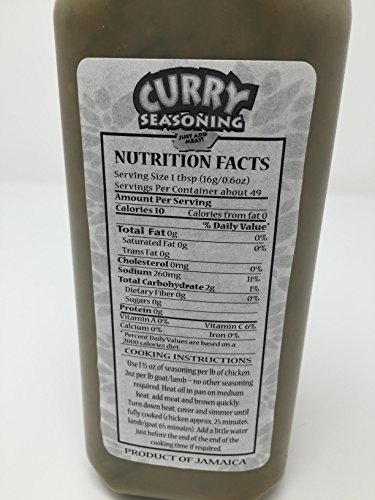 CURRY
SEASONING
JUST ADD
MEAT!
NUTRITION FACTS
Serving Size 1 tbsp (16g/0.6oz)
Servings Per Container about 49
Amount Per Serving
Calories 10 Calories from fat 0
% Daily Value*
Total Fat 0g 0%
Saturated Fat 0g 0%
Trans Fat 0g
Cholesterol 0mg 0%
Sodium 260mg 11%
Total Carbohydrate 2g 1%
Dietary Fiber 0g 0%
Sugars 0g
Protein 0g
Vitamin A 0% Vitamin C 6%
Calcium 0% Iron 0%
*Percent Daily Values are based on a
2000 calories diet.
COOKING INSTRUCTIONS
Use 1½ oz of seasoning per lb of chicken.
2oz per lb goat/lamb – no other seasoning
required. Heat oil in pan on medium
heat, add meat and brown quickly.
Turn down heat, cover and simmer until
fully cooked (chicken approx. 25 minutes.
lamb/goat 65 minutes). Add a little water
just before the end of the end of the
cooking time if required.
PRODUCT OF JAMAICA